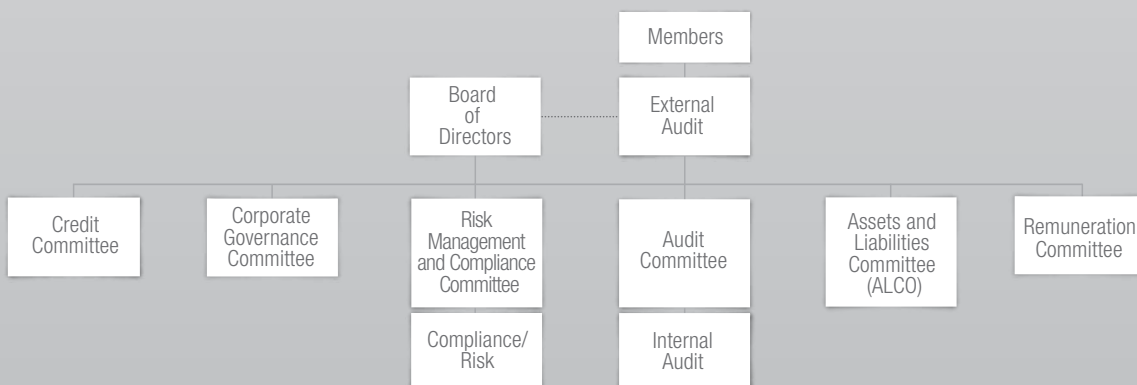 Members
Board
of
Directors
External
Audit
Credit
Committee
Corporate
Governance
Committee
Risk
Management
and Compliance
Committee
Audit
Committee
Assets and
Liabilities
Committee
(ALCO)
Remuneration
Committee
Compliance/
Risk
Internal
Audit